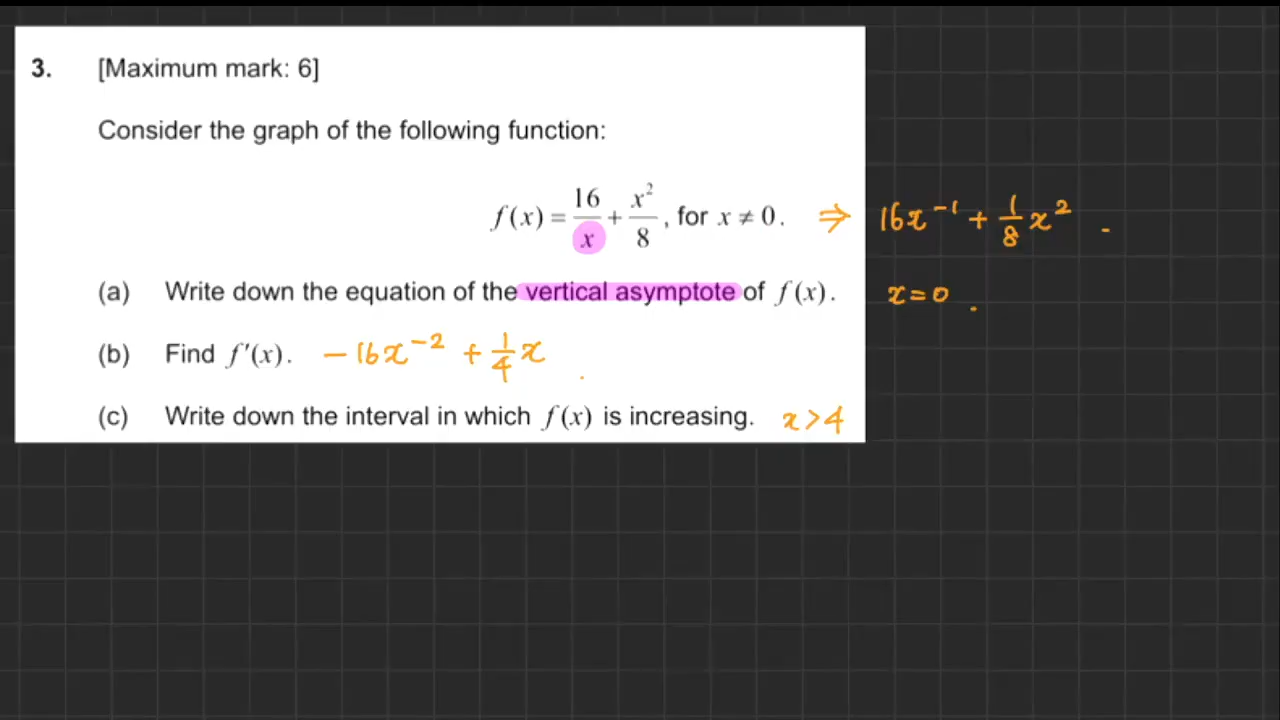 3. [Maximum mark: 6]
Consider the graph of the following function:
f(x) = 16/x + x²/8, for x ≠ 0. ⇒ 16x⁻¹ + 1/8 x² .
(a) Write down the equation of the vertical asymptote of f(x). x=0 .
(b) Find f′(x). −16x⁻² + 1/4 x .
(c) Write down the interval in which f(x) is increasing. x>4